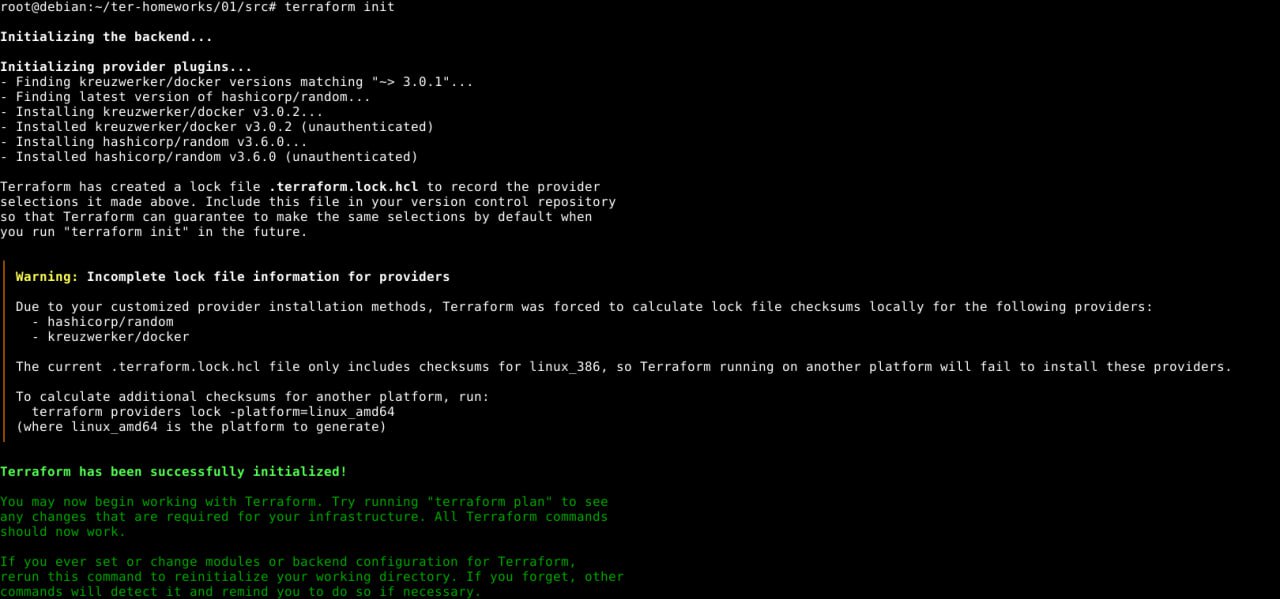 root@debian:~/ter-homeworks/01/src# terraform init
Initializing the backend...
Initializing provider plugins...
- Finding kreuzwerker/docker versions matching "~> 3.0.1"...
- Finding latest version of hashicorp/random...
- Installing kreuzwerker/docker v3.0.2...
- Installed kreuzwerker/docker v3.0.2 (unauthenticated)
- Installing hashicorp/random v3.6.0...
- Installed hashicorp/random v3.6.0 (unauthenticated)
Terraform has created a lock file .terraform.lock.hcl to record the provider
selections it made above. Include this file in your version control repository
so that Terraform can guarantee to make the same selections by default when
you run "terraform init" in the future.
Warning: Incomplete lock file information for providers
Due to your customized provider installation methods, Terraform was forced to calculate lock file checksums locally for the following providers:
- hashicorp/random
- kreuzwerker/docker
The current .terraform.lock.hcl file only includes checksums for linux_386, so Terraform running on another platform will fail to install these providers.
To calculate additional checksums for another platform, run:
terraform providers lock -platform=linux_amd64
(where linux_amd64 is the platform to generate)
Terraform has been successfully initialized!
You may now begin working with Terraform. Try running "terraform plan" to see
any changes that are required for your infrastructure. All Terraform commands
should now work.
If you ever set or change modules or backend configuration for Terraform,
rerun this command to reinitialize your working directory. If you forget, other
commands will detect it and remind you to do so if necessary.